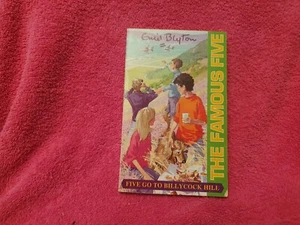 Enid Blyton
THE FAMOUS FIVE
FIVE GO TO BILLYCOCK HILL